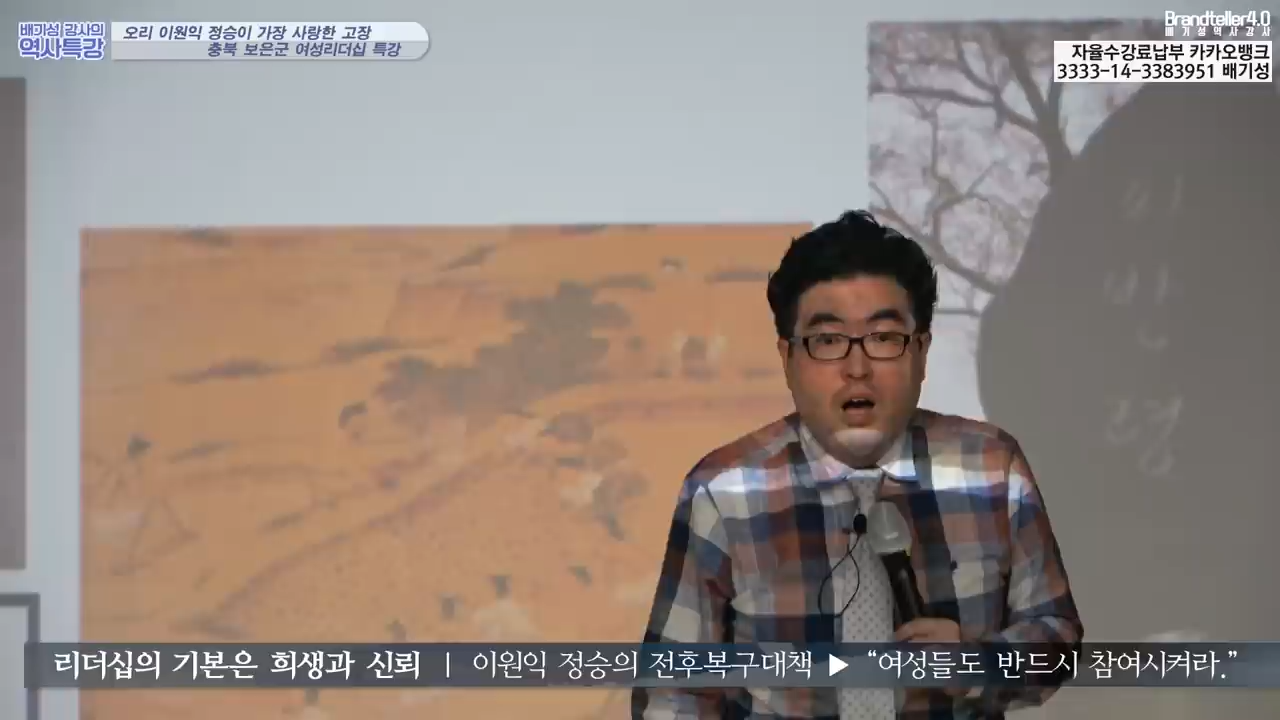 배기성 강사의
역사특강
오리 이원익 정승이 가장 사랑한 고장
충북 보은군 여성리더십 특강
Brandteller4.0
배기성역사강사
자율수강료납부 카카오뱅크
3333-14-3383951 배기성
이
방
령
리더십의 기본은 희생과 신뢰 | 이원익 정승의 전후복구대책 ▶ “여성들도 반드시 참여시켜라.”